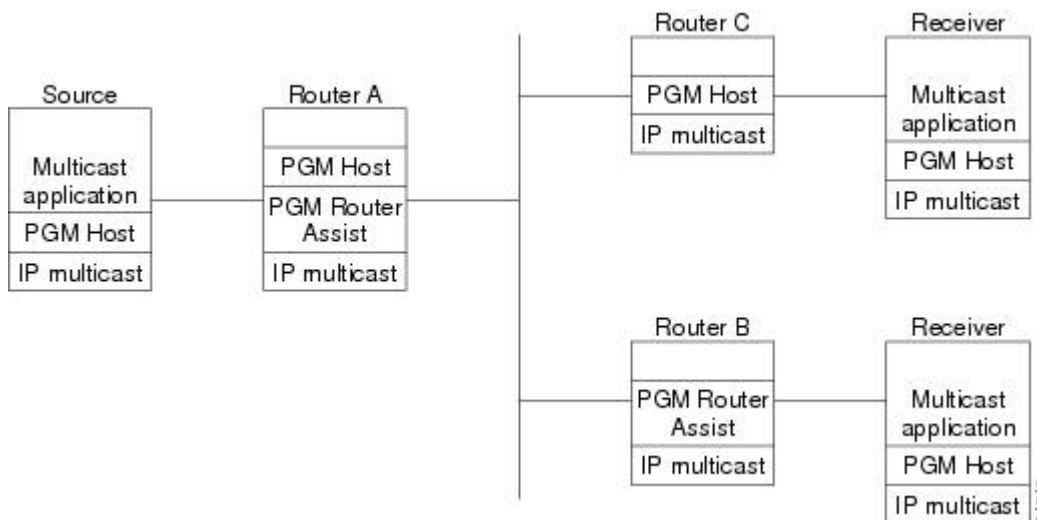 Source
Multicast
application
PGM Host
IP multicast
Router A
PGM Host
PGM Router
Assist
IP multicast
Router C
PGM Host
IP multicast
Receiver
Multicast
application
PGM Host
IP multicast
Router B
PGM Router
Assist
IP multicast
Receiver
Multicast
application
PGM Host
IP multicast